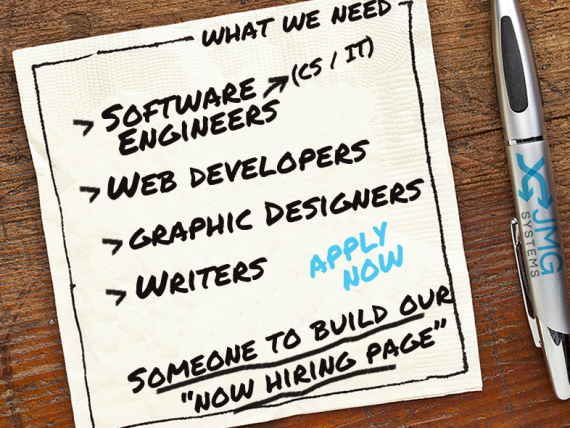 WHAT WE NEED
SOFTWARE (CS / IT)
ENGINEERS
WEB DEVELOPERS
GRAPHIC DESIGNERS
WRITERS
APPLY
NOW
SOMEONE TO BUILD OUR
"NOW HIRING PAGE"
JMG
SYSTEMS